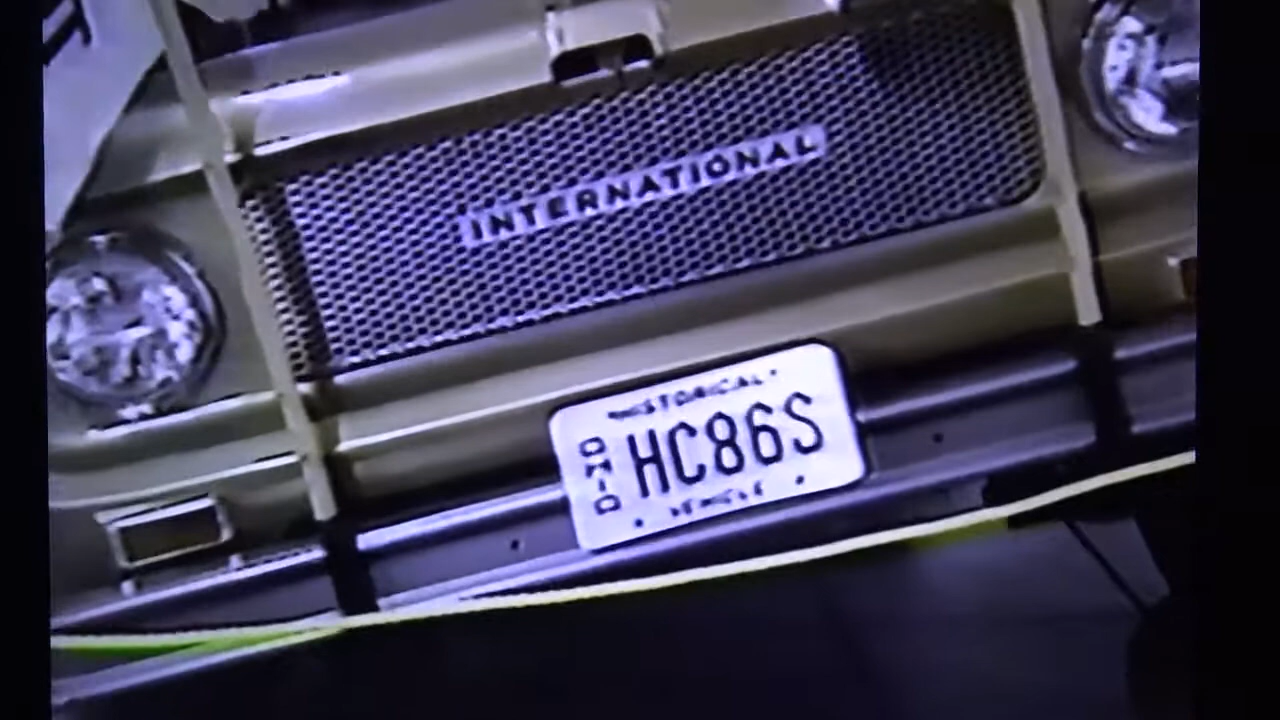 INTERNATIONAL
HISTORICAL
OHIO
HC86S
VEHICLE